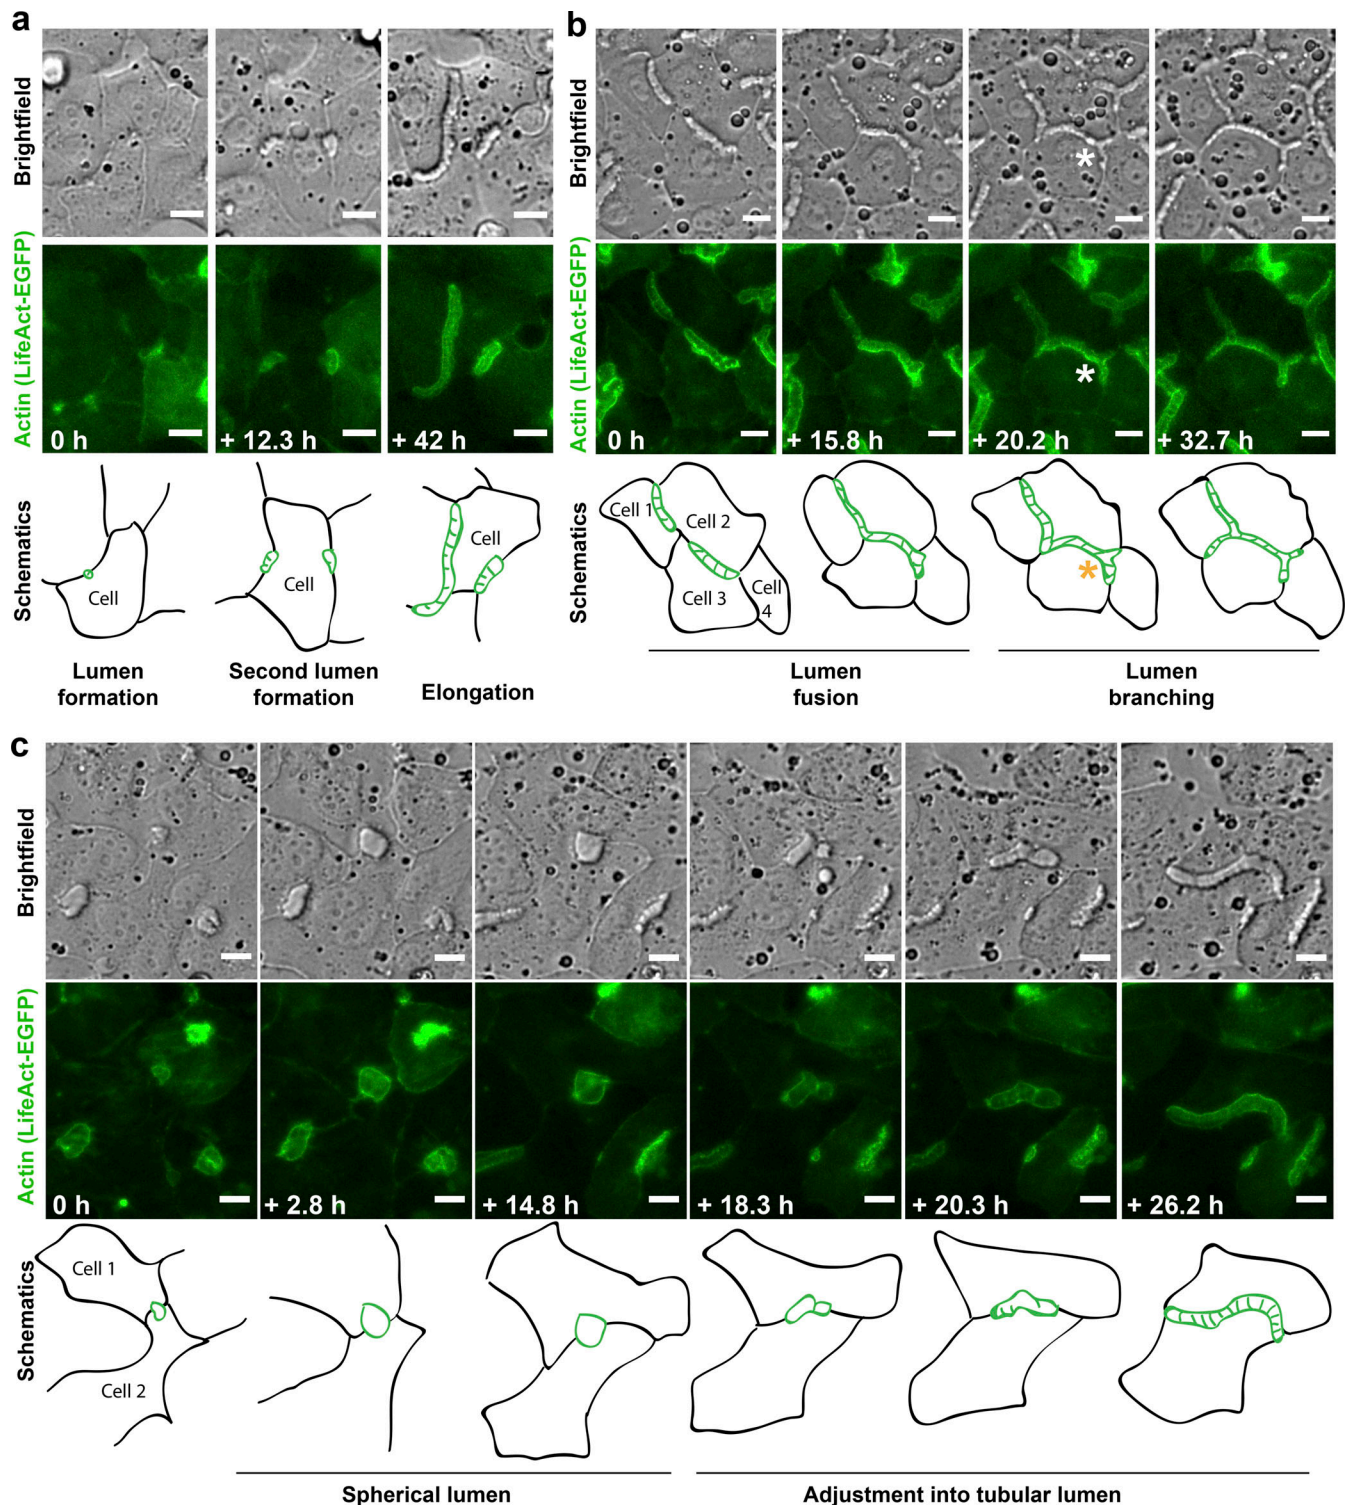 a
b
Brightfield
Brightfield
Actin (LifeAct-EGFP)
0 h
+ 12.3 h
+ 42 h
Actin (LifeAct-EGFP)
0 h
+ 15.8 h
*
*
+ 20.2 h
+ 32.7 h
Schematics
Cell
Cell
Cell
Schematics
Cell 1
Cell 2
Cell 3
Cell
4
*
Lumen
formation
Second lumen
formation
Elongation
Lumen
fusion
Lumen
branching
c
Brightfield
Actin (LifeAct-EGFP)
0 h
+ 2.8 h
+ 14.8 h
+ 18.3 h
+ 20.3 h
+ 26.2 h
Schematics
Cell 1
Cell 2
Spherical lumen
Adjustment into tubular lumen